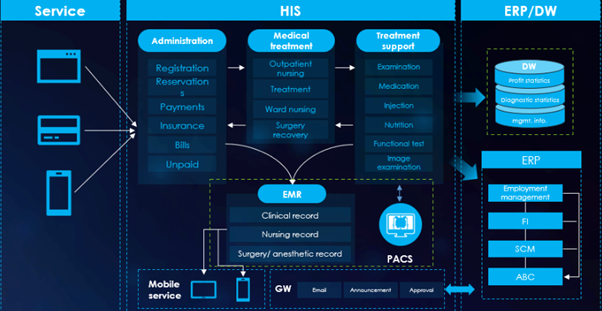 Service
HIS
ERP/DW
Administration
Registration
Reservation
s
Payments
Insurance
Bills
Unpaid
Medical
treatment
Outpatient
nursing
Treatment
Ward nursing
Surgery
recovery
Treatment
support
Examination
Medication
Injection
Nutrition
Functional test
Image
examination
DW
Profit statistics
Diagnostic statistics
mgmt. info.
ERP
Employment
management
FI
SCM
ABC
EMR
Clinical record
Nursing record
Surgery/ anesthetic record
PACS
Mobile
service
GW
Email
Announcement
Approval